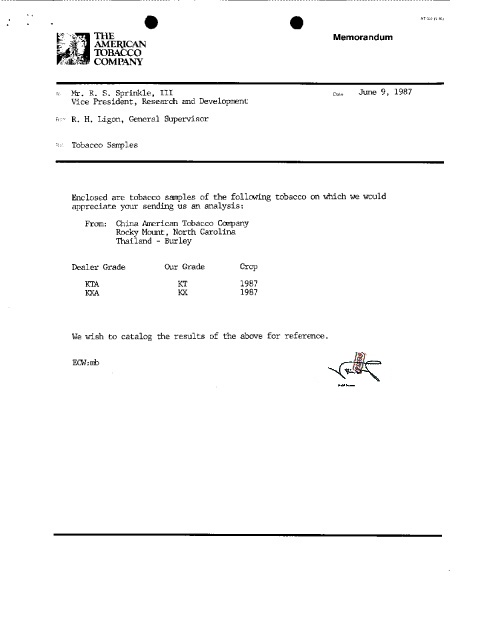 THE
AMERICAN
TOBACCO
COMPANY
Memorandum
To Mr. R. S. Sprinkle, III
Vice President, Research and Development
Date June 9, 1987
From R. H. Ligon, General Supervisor
Tobacco Samples
Enclosed are tobacco samples of the following tobacco on which we would
appreciate your sending us an analysis:
From: China American Tobacco Company
Rocky Mount, North Carolina
Thailand - Burley
Dealer Grade Our Grade Crop
KTA KT 1987
KXA KX 1987
We wish to catalog the results of the above for reference.
ECW:mb